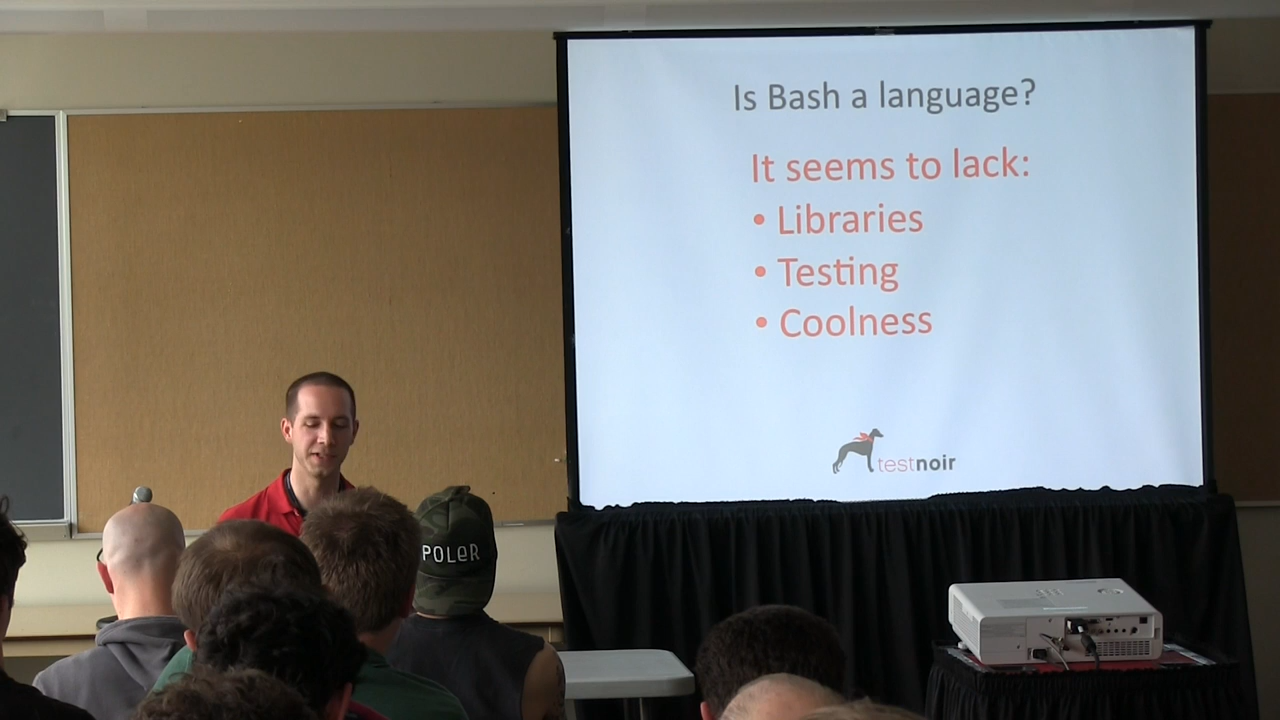 Is Bash a language?
It seems to lack:
• Libraries
• Testing
• Coolness
testnoir
POLeR